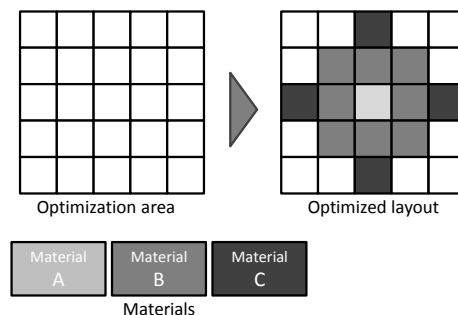 Optimization area
Optimized layout
Material
A
Material
B
Material
C
Materials